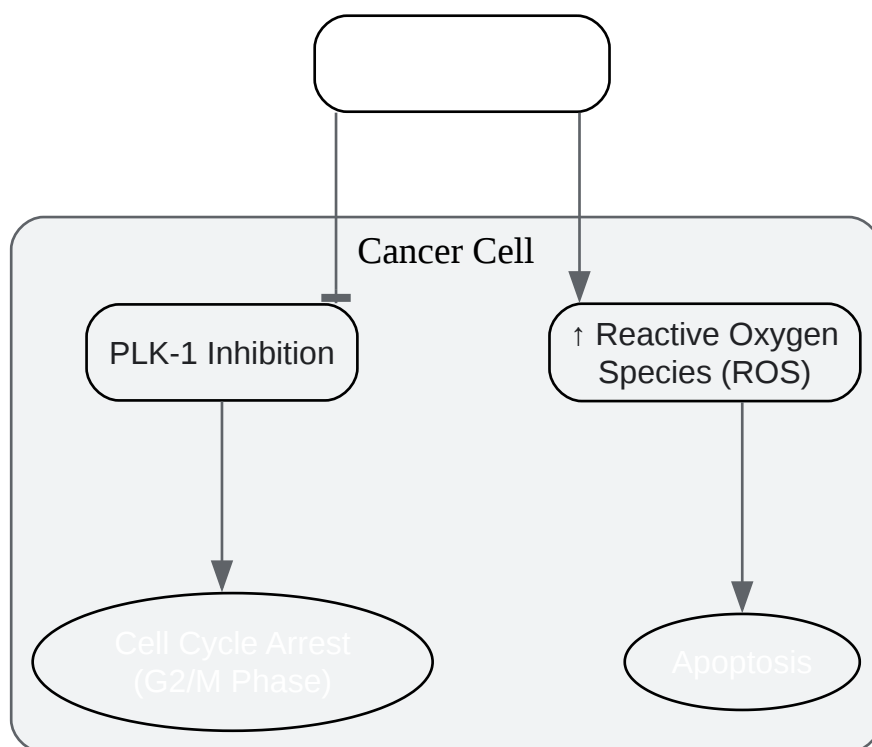 Cancer Cell
PLK-1 Inhibition
↑ Reactive Oxygen
Species (ROS)
Cell Cycle Arrest
(G2/M Phase)
Apoptosis